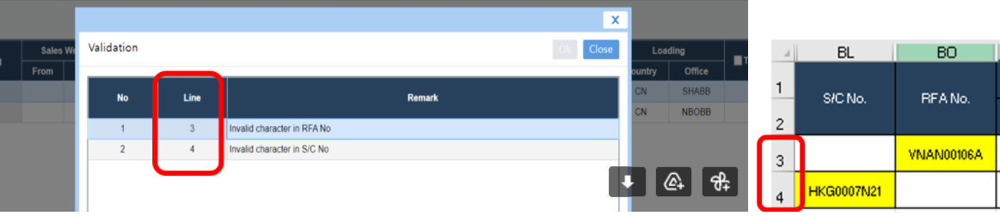 X
Validation
Ok
Close
Sales We
Loading
From
ountry
Office
No
Line
Remark
CN
SHABB
1
3
Invalid character in RFA No
CN
NBOBB
2
4
Invalid character in S/C No
BL
BO
1
2
S/C No.
RFA No.
3
VNAN00106A
4
HKG0007N21